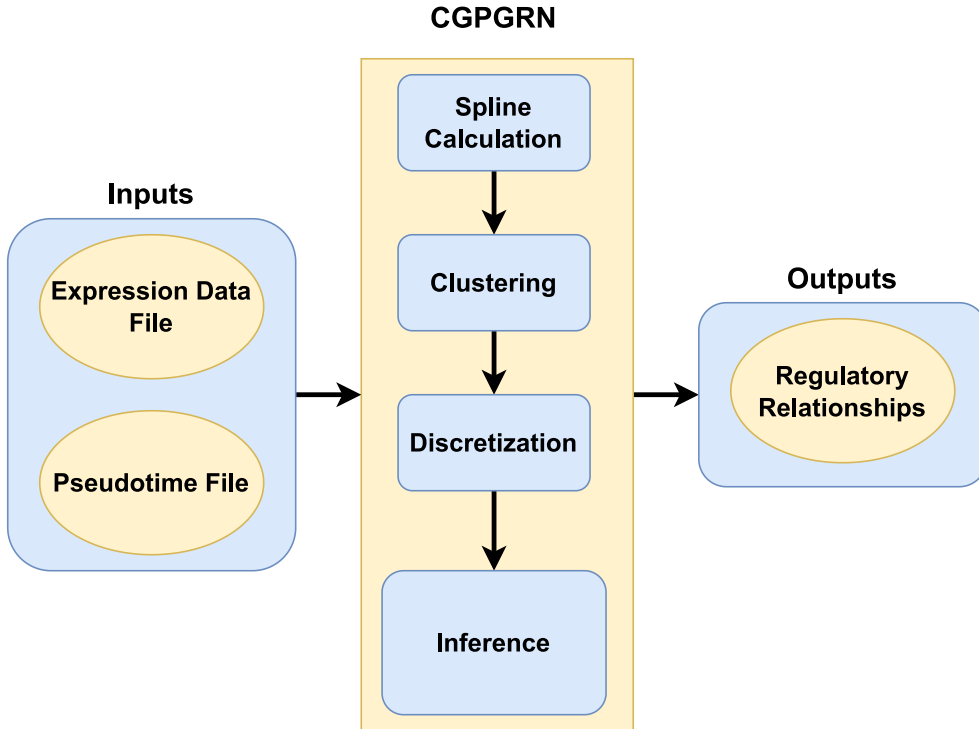 CGPGRN
Inputs
Expression Data
File
Pseudotime File
Spline
Calculation
Clustering
Discretization
Inference
Outputs
Regulatory
Relationships